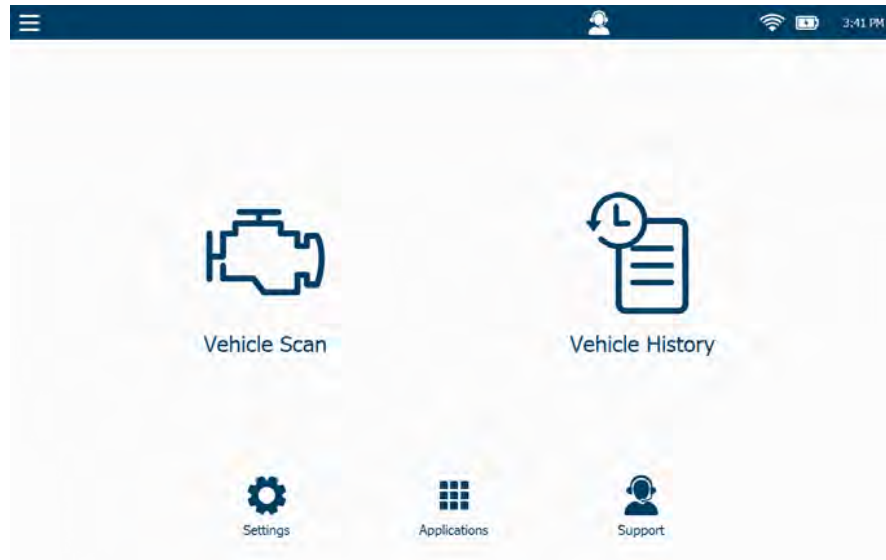 3:41 PM
Vehicle Scan
Vehicle History
Settings
Applications
Support